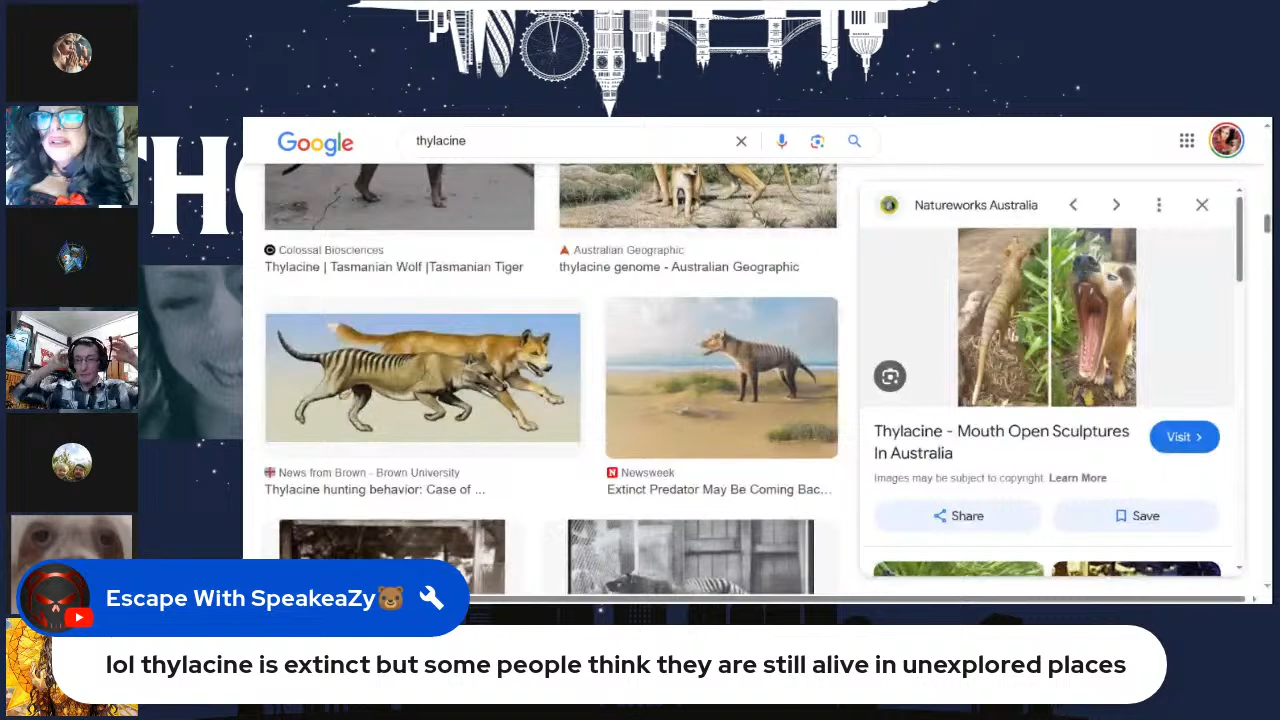 WORLD
TH
Google
thylacine
Natureworks Australia
Colossal Biosciences
Thylacine | Tasmanian Wolf |Tasmanian Tiger
Australian Geographic
thylacine genome - Australian Geographic
News from Brown - Brown University
Thylacine hunting behavior: Case of ...
Newsweek
Extinct Predator May Be Coming Bac...
Thylacine - Mouth Open Sculptures
In Australia
Visit
Images may be subject to copyright. Learn More
Share
Save
Escape With SpeakeaZy🐻
lol thylacine is extinct but some people think they are still alive in unexplored places